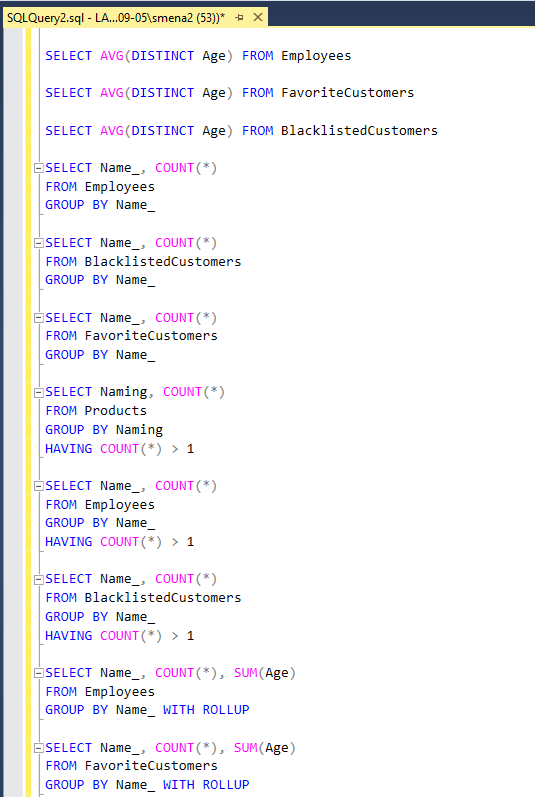 SQLQuery2.sql - LA...09-05\smena2 (53))*
SELECT AVG(DISTINCT Age) FROM Employees
SELECT AVG(DISTINCT Age) FROM FavoriteCustomers
SELECT AVG(DISTINCT Age) FROM BlacklistedCustomers
SELECT Name_, COUNT(*)
FROM Employees
GROUP BY Name_
SELECT Name_, COUNT(*)
FROM BlacklistedCustomers
GROUP BY Name_
SELECT Name_, COUNT(*)
FROM FavoriteCustomers
GROUP BY Name_
SELECT Naming, COUNT(*)
FROM Products
GROUP BY Naming
HAVING COUNT(*) > 1
SELECT Name_, COUNT(*)
FROM Employees
GROUP BY Name_
HAVING COUNT(*) > 1
SELECT Name_, COUNT(*)
FROM BlacklistedCustomers
GROUP BY Name_
HAVING COUNT(*) > 1
SELECT Name_, COUNT(*), SUM(Age)
FROM Employees
GROUP BY Name_ WITH ROLLUP
SELECT Name_, COUNT(*), SUM(Age)
FROM FavoriteCustomers
GROUP BY Name_ WITH ROLLUP